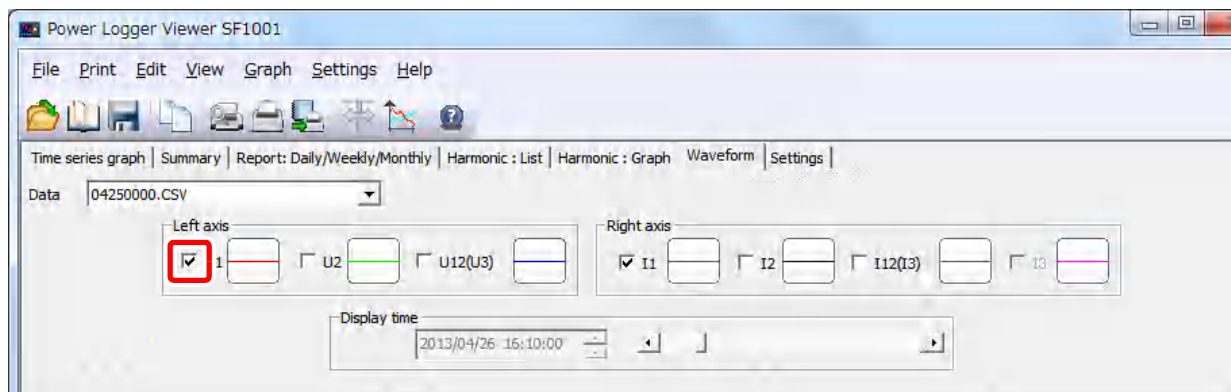 Power Logger Viewer SF1001
File Print Edit View Graph Settings Help
Time series graph Summary Report: Daily/Weekly/Monthly Harmonic : List Harmonic : Graph Waveform Settings
Data 04250000.CSV
Left axis Right axis
1 U2 U12(U3) I1 I2 I12(I3) I3
Display time
2013/04/26 16:10:00